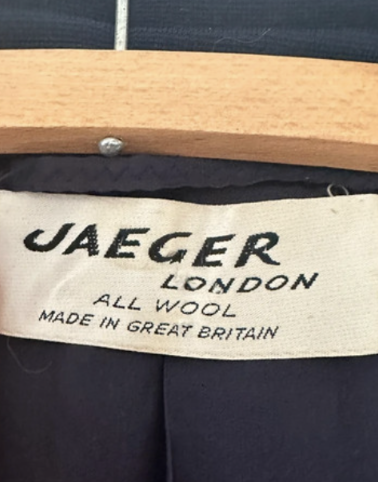 JAEGER
LONDON
ALL WOOL
MADE IN GREAT BRITAIN